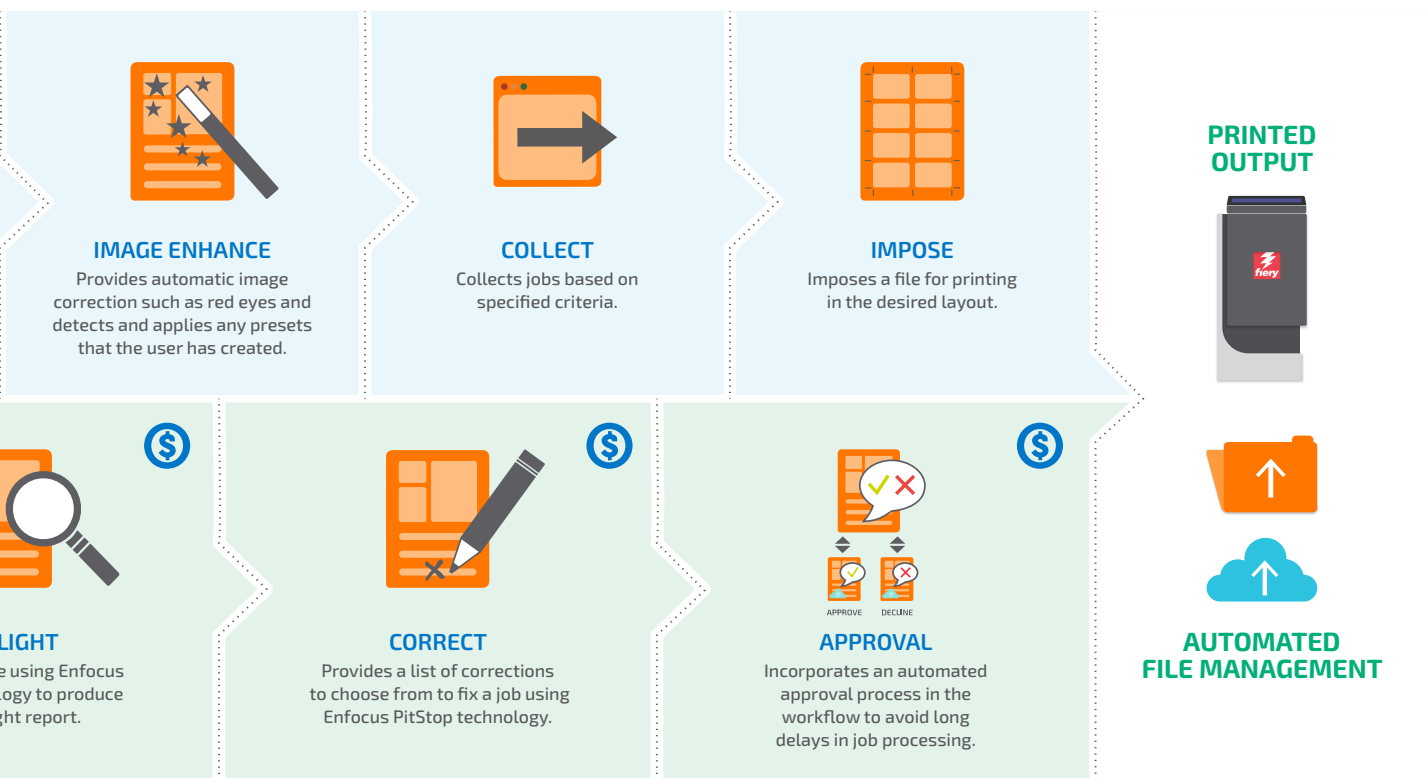 IMAGE ENHANCE
Provides automatic image
correction such as red eyes and
detects and applies any presets
that the user has created.
COLLECT
Collects jobs based on
specified criteria.
IMPOSE
Imposes a file for printing
in the desired layout.
PRINTED
OUTPUT
fiery
$
LIGHT
e using Enfocus
logy to produce
ght report.
$
CORRECT
Provides a list of corrections
to choose from to fix a job using
Enfocus PitStop technology.
$
APPROVE
DECLINE
APPROVAL
Incorporates an automated
approval process in the
workflow to avoid long
delays in job processing.
AUTOMATED
FILE MANAGEMENT